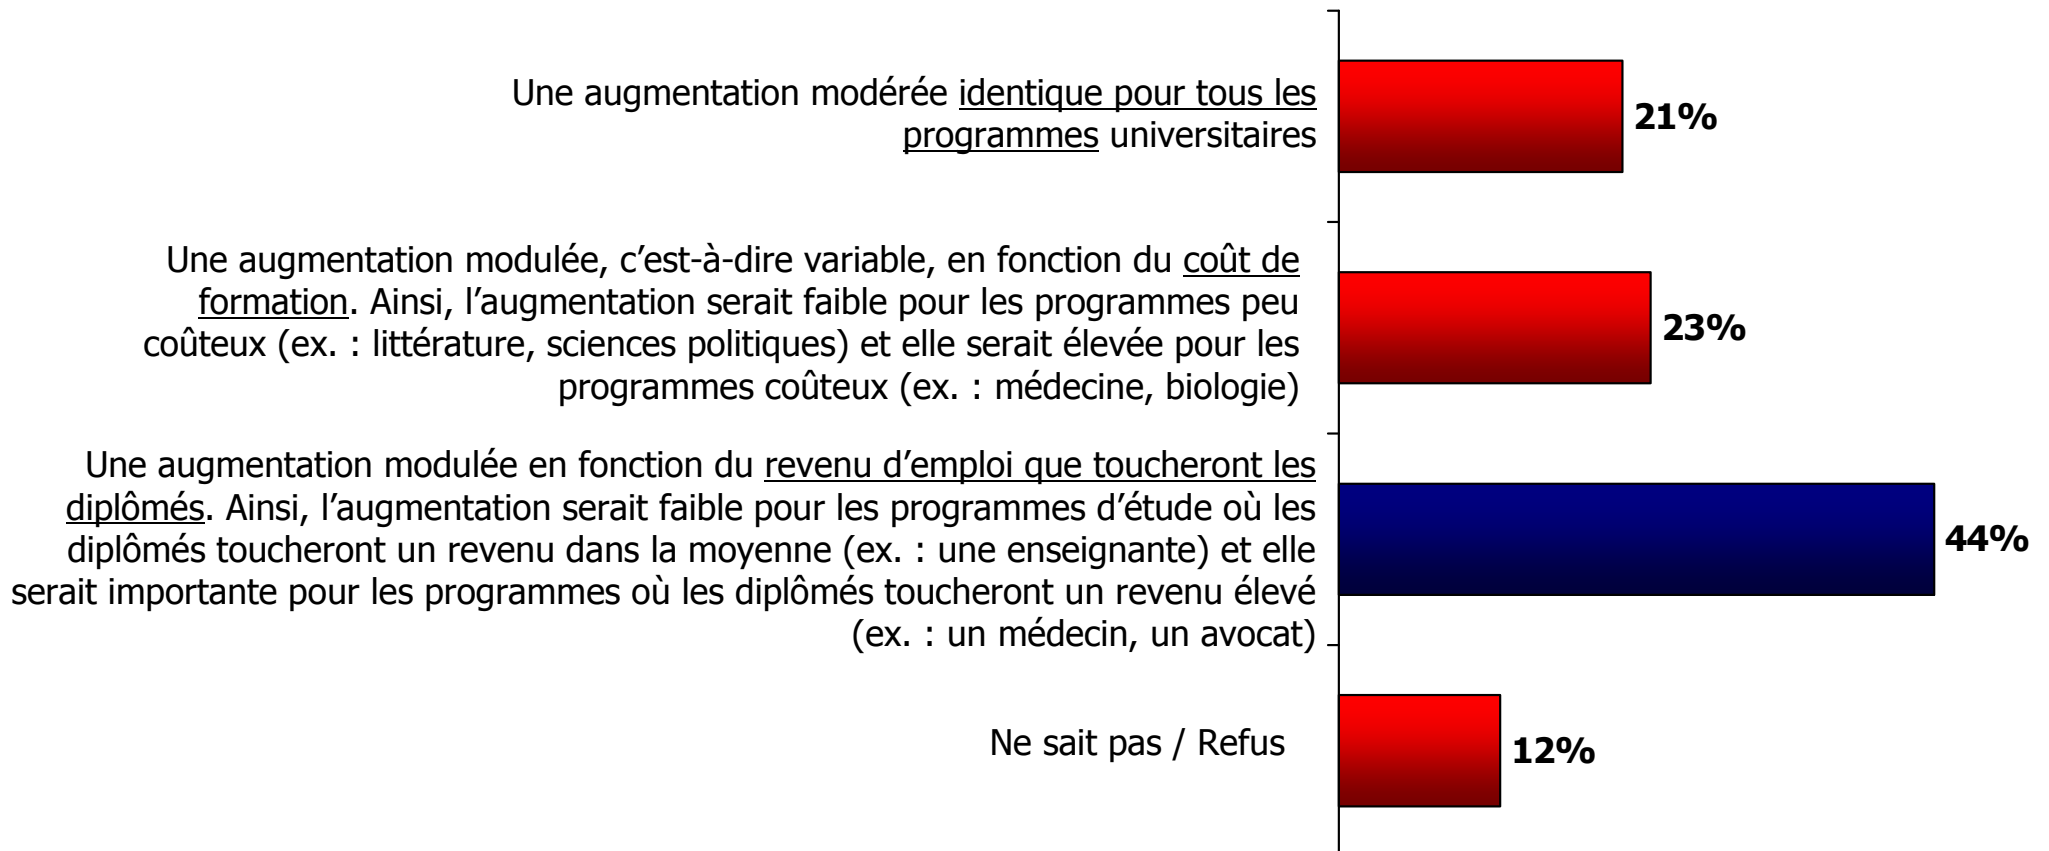 Une augmentation modérée identique pour tous les
programmes universitaires
21%
Une augmentation modulée, c’est-à-dire variable, en fonction du coût de
formation. Ainsi, l’augmentation serait faible pour les programmes peu
coûteux (ex. : littérature, sciences politiques) et elle serait élevée pour les
programmes coûteux (ex. : médecine, biologie)
23%
Une augmentation modulée en fonction du revenu d’emploi que toucheront les
diplômés. Ainsi, l’augmentation serait faible pour les programmes d’étude où les
diplômés toucheront un revenu dans la moyenne (ex. : une enseignante) et elle
serait importante pour les programmes où les diplômés toucheront un revenu élevé
(ex. : un médecin, un avocat)
44%
Ne sait pas / Refus
12%